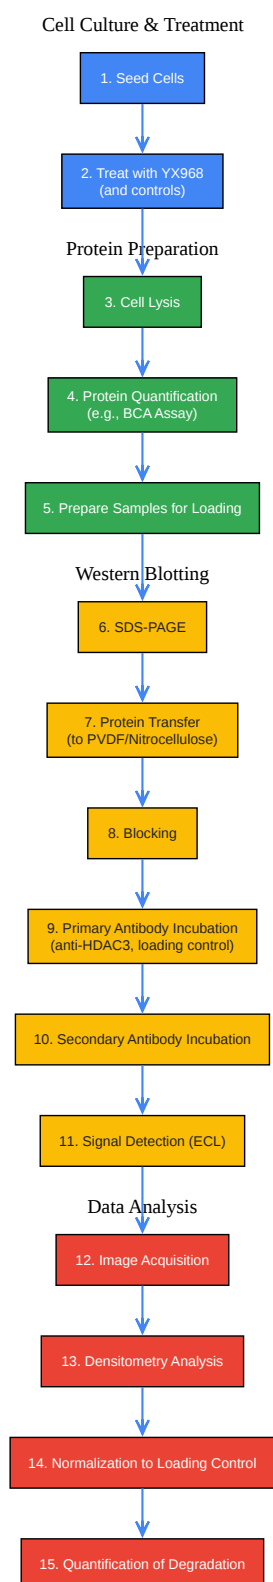 Cell Culture & Treatment
1. Seed Cells
2. Treat with YX968
(and controls)
Protein Preparation
3. Cell Lysis
4. Protein Quantification
(e.g., BCA Assay)
5. Prepare Samples for Loading
Western Blotting
6. SDS-PAGE
7. Protein Transfer
(to PVDF/Nitrocellulose)
8. Blocking
9. Primary Antibody Incubation
(anti-HDAC3, loading control)
10. Secondary Antibody Incubation
11. Signal Detection (ECL)
Data Analysis
12. Image Acquisition
13. Densitometry Analysis
14. Normalization to Loading Control
15. Quantification of Degradation